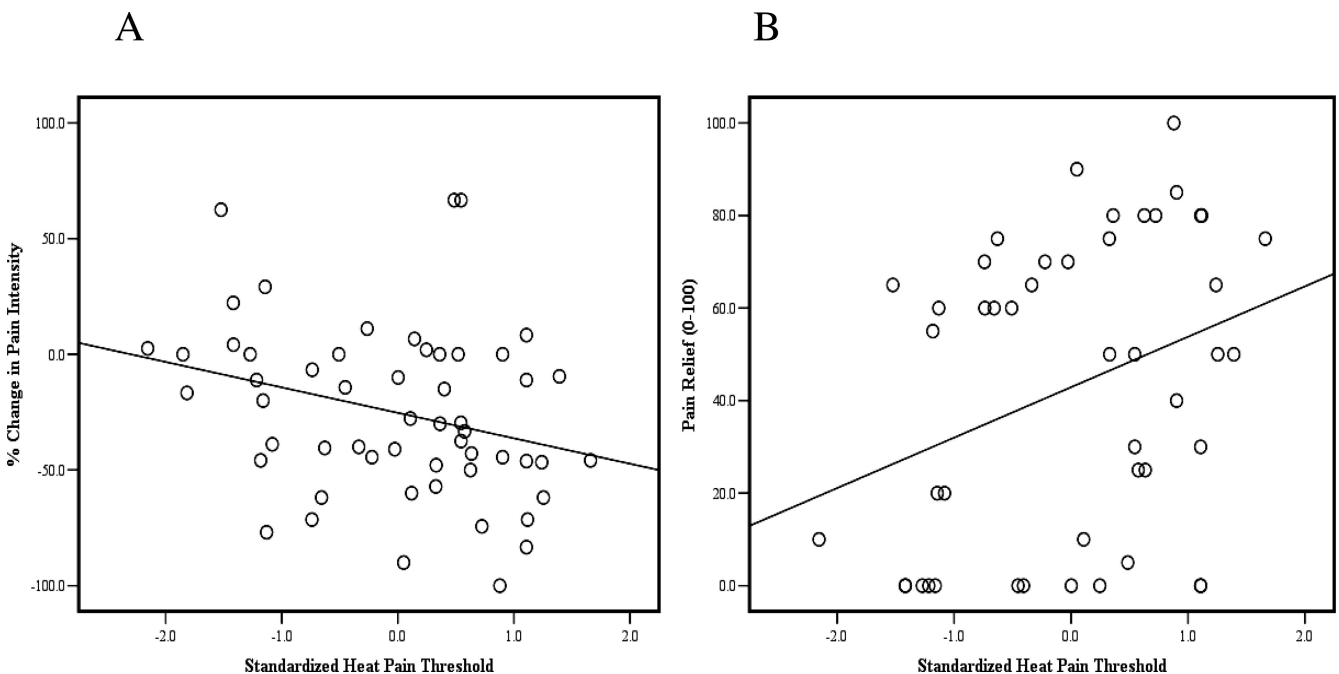 A
B
100.0
50.0
0.0
-50.0
-100.0
% Change in Pain Intensity
-2.0 -1.0 0.0 1.0 2.0
Standardized Heat Pain Threshold
100.0
80.0
60.0
40.0
20.0
0.0
Pain Relief (0-100)
-2.0 -1.0 0.0 1.0 2.0
Standardized Heat Pain Threshold